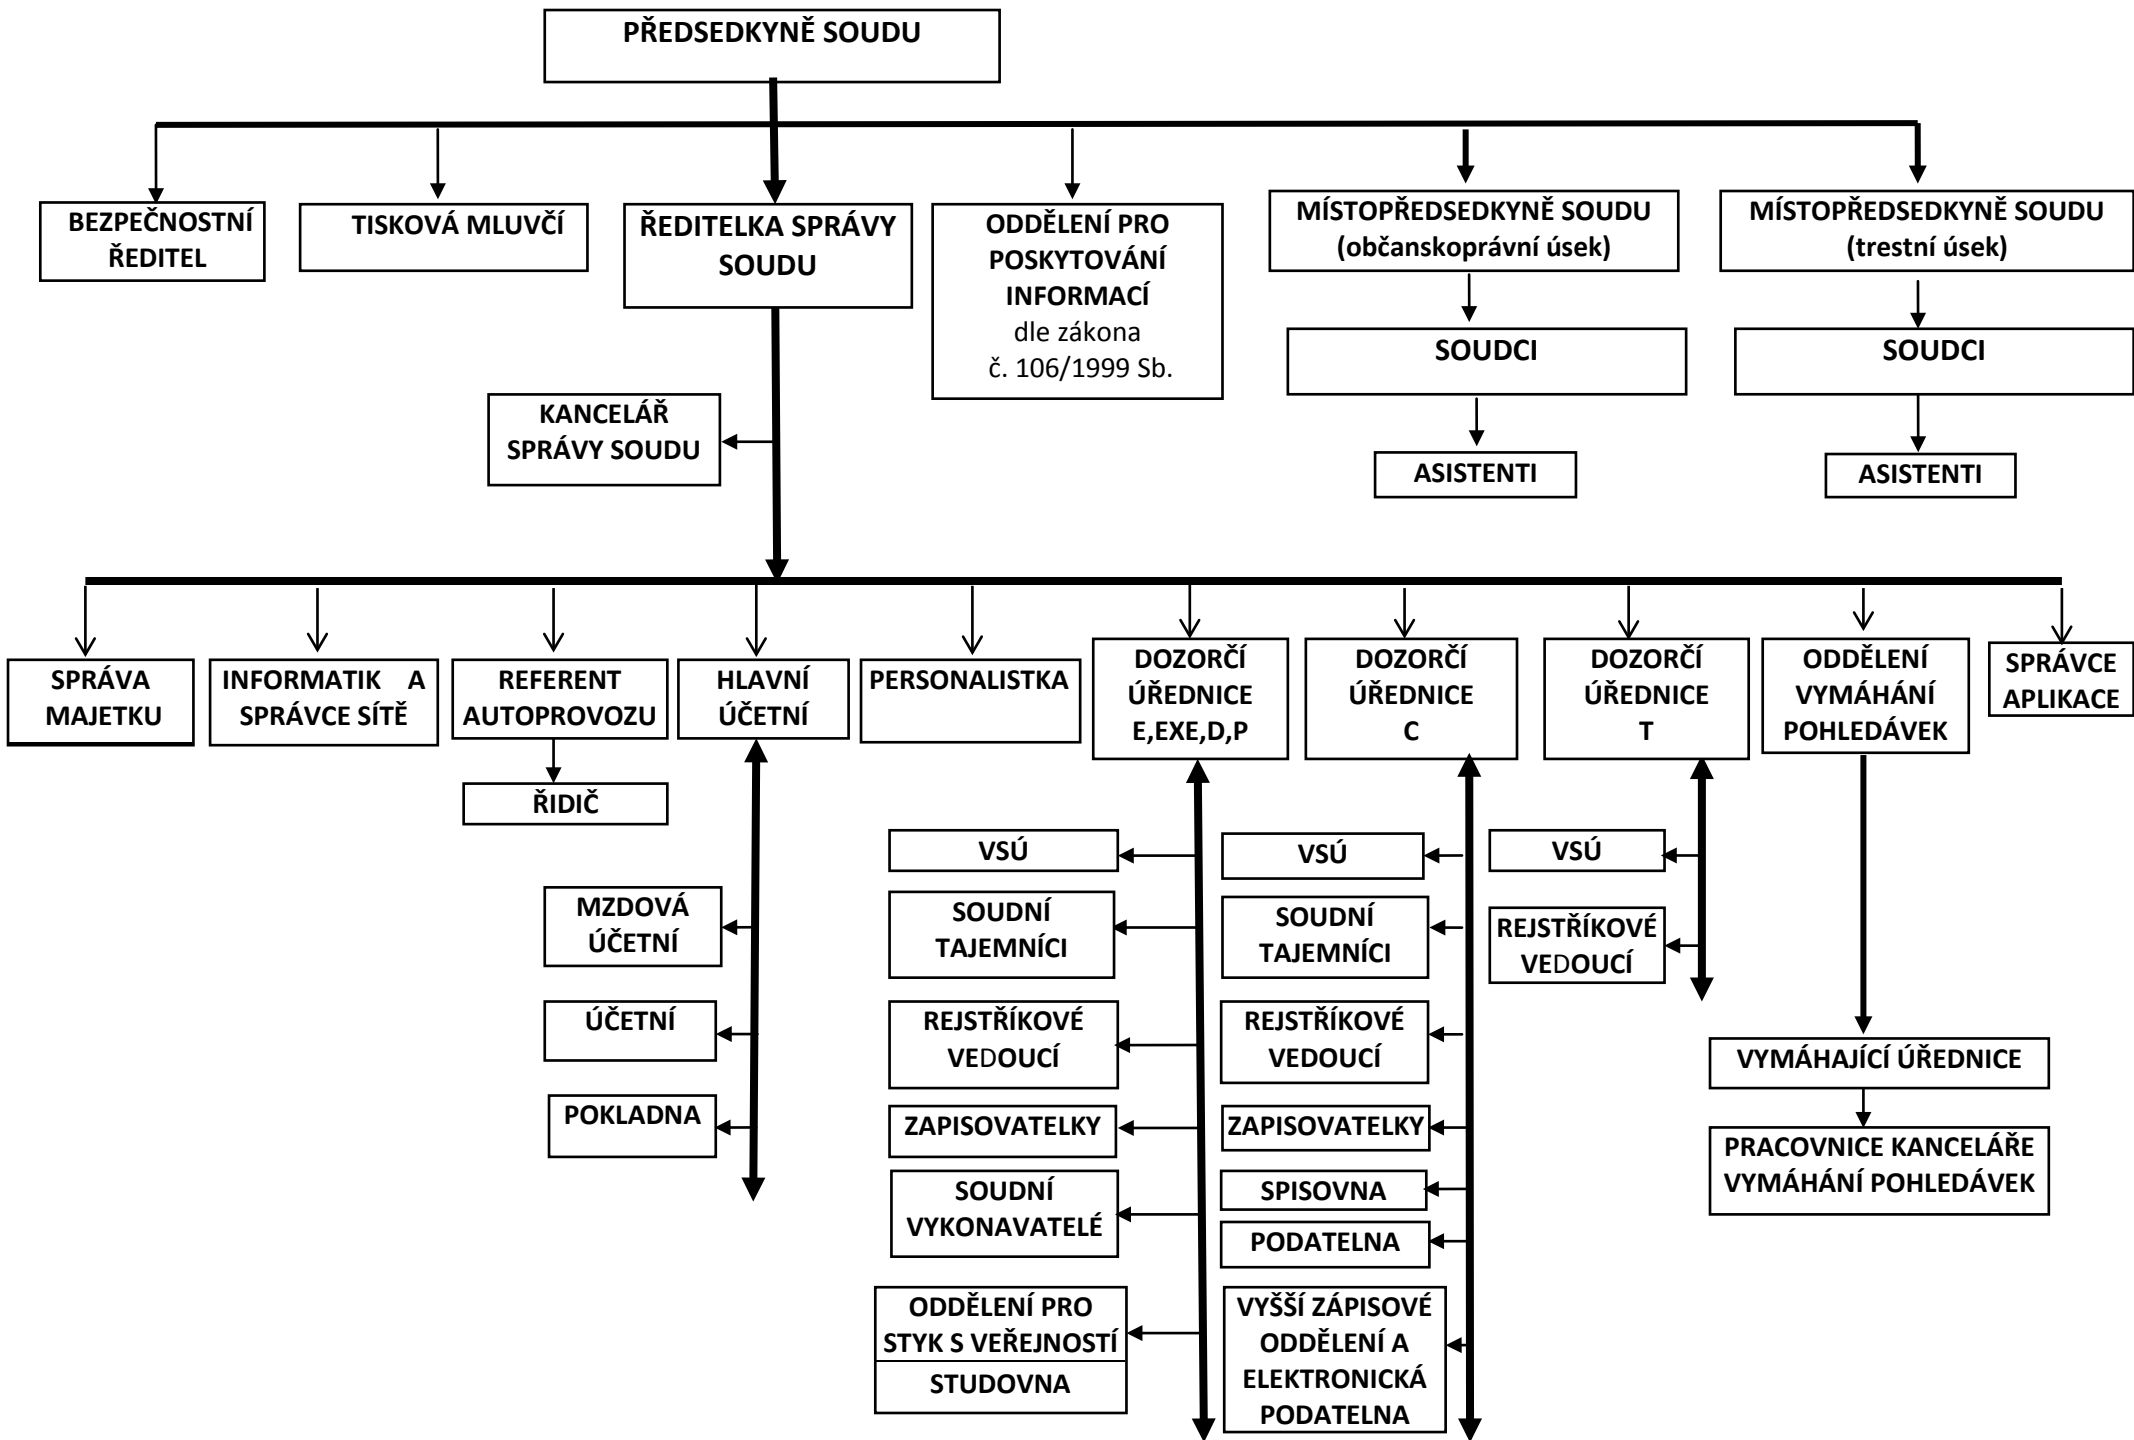 PŘEDSEDKYNĚ SOUDU
BEZPEČNOSTNÍ
ŘEDITEL
TISKOVÁ MLUVČÍ
ŘEDITELKA SPRÁVY
SOUDU
ODDĚLENÍ PRO
POSKYTOVÁNÍ
INFORMACÍ
dle zákona
č. 106/1999 Sb.
MÍSTOPŘEDSEDKYNĚ SOUDU
(občanskoprávní úsek)
MÍSTOPŘEDSEDKYNĚ SOUDU
(trestní úsek)
SOUDCI
SOUDCI
KANCELÁŘ
SPRÁVY SOUDU
ASISTENTI
ASISTENTI
SPRÁVA
MAJETKU
INFORMATIK A
SPRÁVCE SÍTĚ
REFERENT
AUTOPROVOZU
HLAVNÍ
ÚČETNÍ
PERSONALISTKA
DOZORČÍ
ÚŘEDNICE
E,EXE,D,P
DOZORČÍ
ÚŘEDNICE
C
DOZORČÍ
ÚŘEDNICE
T
ODDĚLENÍ
VYMÁHÁNÍ
POHLEDÁVEK
SPRÁVCE
APLIKACE
ŘIDIČ
MZDOVÁ
ÚČETNÍ
ÚČETNÍ
POKLADNA
VSÚ
SOUDNÍ
TAJEMNÍCI
REJSTŘÍKOVÉ
VEDOUCÍ
ZAPISOVATELKY
SOUDNÍ
VYKONAVATELÉ
ODDĚLENÍ PRO
STYK S VEŘEJNOSTÍ
STUDOVNA
VSÚ
SOUDNÍ
TAJEMNÍCI
REJSTŘÍKOVÉ
VEDOUCÍ
ZAPISOVATELKY
SPISOVNA
PODATELNA
VYŠŠÍ ZÁPISOVÉ
ODDĚLENÍ A
ELEKTRONICKÁ
PODATELNA
VSÚ
REJSTŘÍKOVÉ
VEDOUCÍ
VYMÁHAJÍCÍ ÚŘEDNICE
PRACOVNICE KANCELÁŘE
VYMÁHÁNÍ POHLEDÁVEK